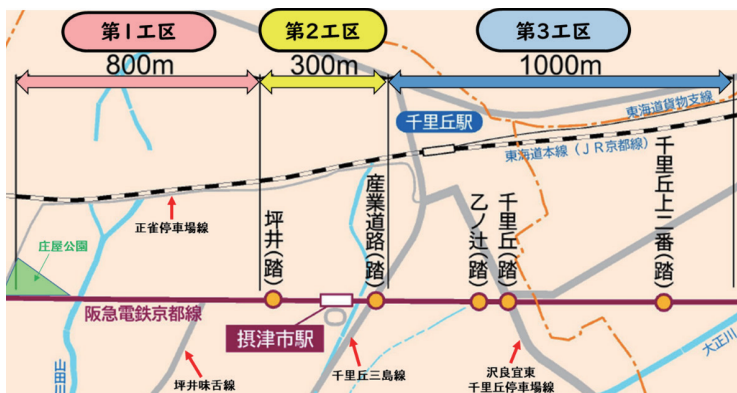 第1工区
第2工区
第3工区
800m
300m
1000m
東海道貨物支線
千里丘駅
東海道本線(JR京都線)
正雀停車場線
坪井(踏)
産業道路(踏)
乙ノ辻(踏)
千里丘(踏)
千里丘上二番(踏)
庄屋公園
阪急電鉄京都線
摂津市駅
大正川
山田川
坪井味舌線
千里丘三島線
沢良宜東
千里丘停車場線